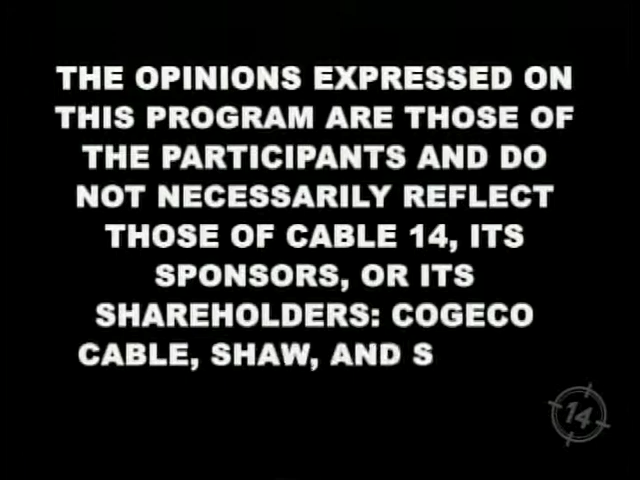 THE OPINIONS EXPRESSED ON
THIS PROGRAM ARE THOSE OF
THE PARTICIPANTS AND DO
NOT NECESSARILY REFLECT
THOSE OF CABLE 14, ITS
SPONSORS, OR ITS
SHAREHOLDERS: COGECO
CABLE, SHAW, AND S
14